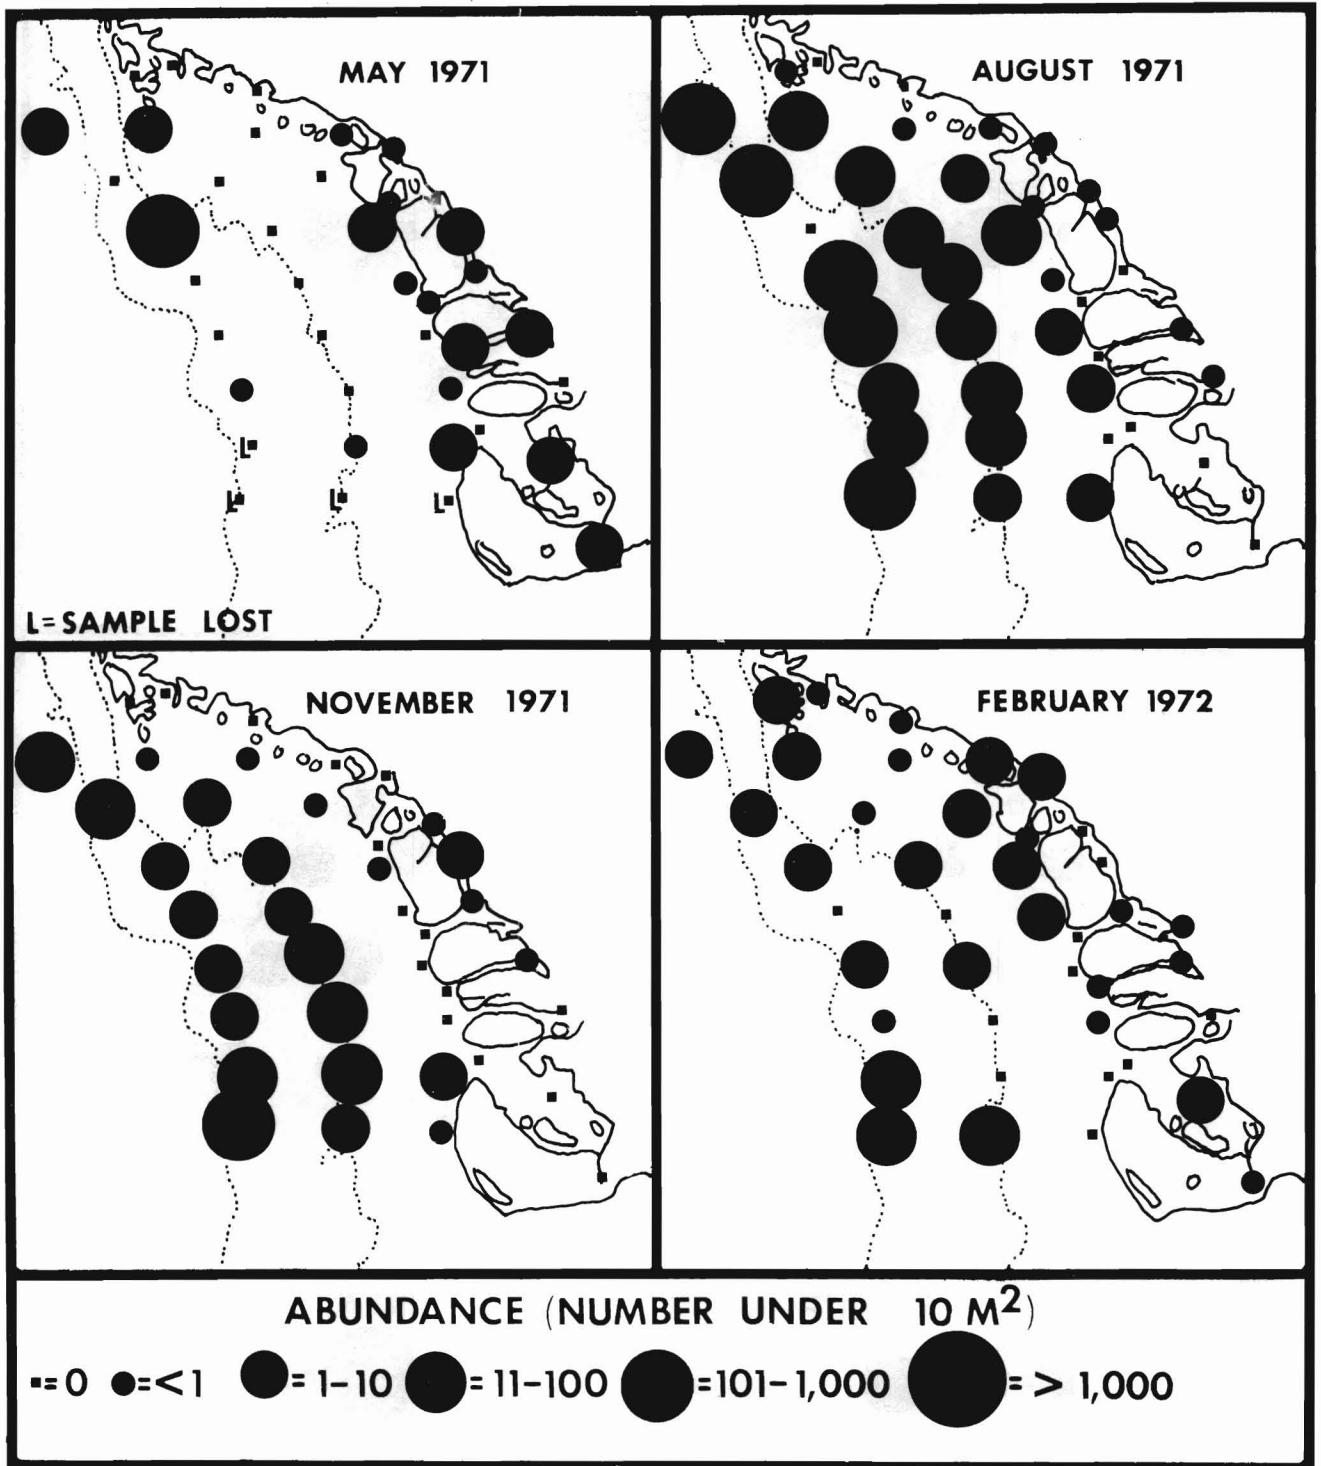 MAY 1971
AUGUST 1971
L
L
L
L
L=SAMPLE LOST
NOVEMBER 1971
FEBRUARY 1972
ABUNDANCE (NUMBER UNDER 10 M²)
=0 =<1 =1-10 =11-100 =101-1,000 => 1,000